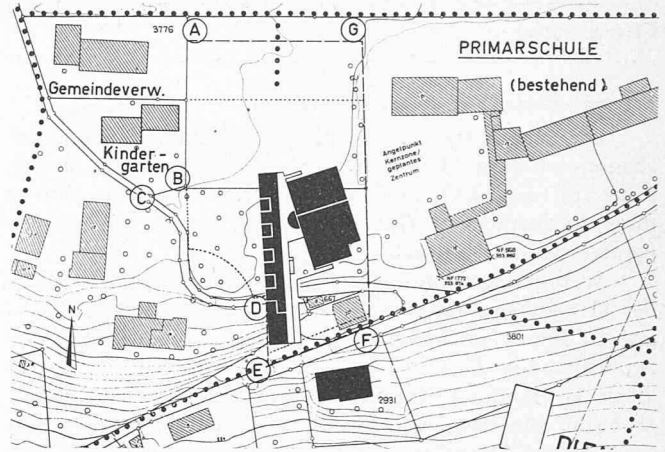 3776
A
G
PRIMARSCHULE
(bestehend)
Gemeindeverw.
Kinder-
garten
Angelpunkt
Kernzone/
geplantes
Zentrum
B
C
N
D
E
F
3801
2931